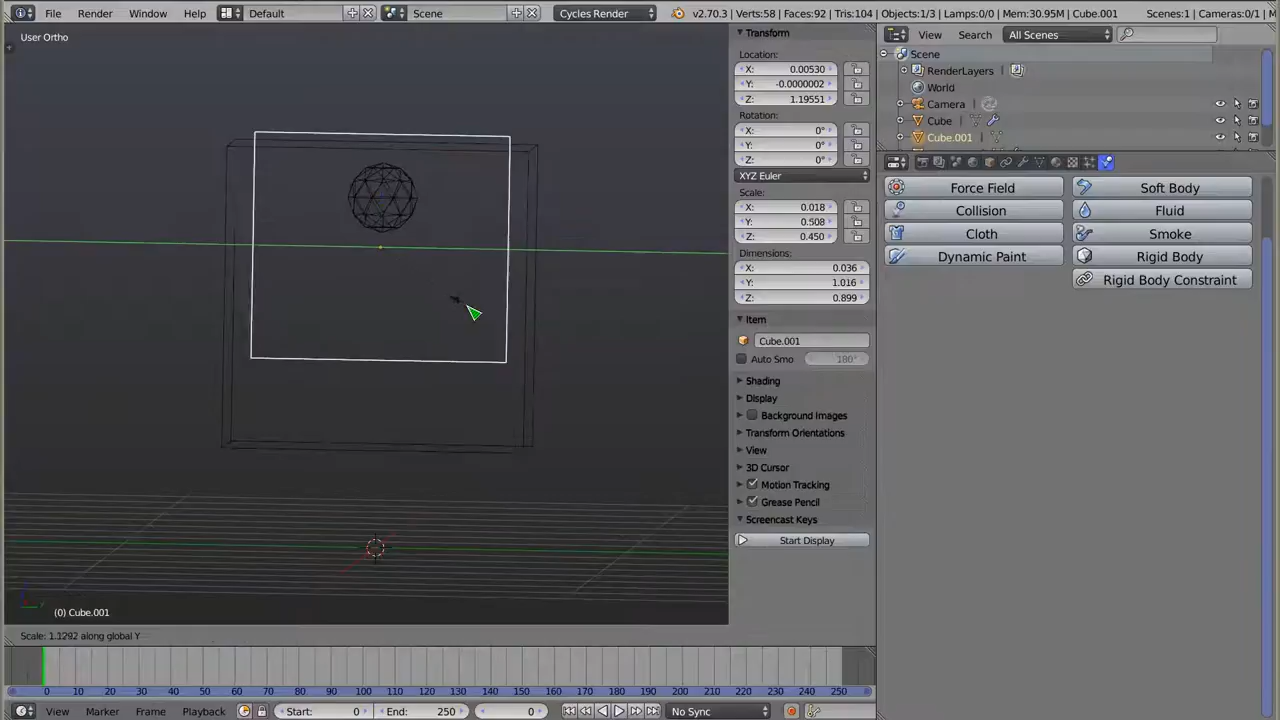 File Render Window Help Default Scene Cycles Render v2.70.3 | Verts:58 | Faces:92 | Tris:104 | Objects:1/3 | Lamps:0/0 | Mem:30.95M | Cube.001 Scenes:1 | Cameras:0/1 | M
User Ortho
Transform
Location:
X: 0.00530
Y: -0.0000002
Z: 1.19551
Rotation:
X: 0°
Y: 0°
Z: 0°
XYZ Euler
Scale:
X: 0.018
Y: 0.508
Z: 0.450
Dimensions:
X: 0.036
Y: 1.016
Z: 0.899
Item
Cube.001
Auto Smo 180°
Shading
Display
Background Images
Transform Orientations
View
3D Cursor
Motion Tracking
Grease Pencil
Screencast Keys
Start Display
View Search All Scenes
Scene
RenderLayers
World
Camera
Cube
Cube.001
Force Field Soft Body
Collision Fluid
Cloth Smoke
Dynamic Paint Rigid Body
Rigid Body Constraint
(0) Cube.001
Scale: 1.1292 along global Y
0 10 20 30 40 50 60 70 80 90 100 110 120 130 140 150 160 170 180 190 200 210 220 230 240 250
View Marker Frame Playback Start: 0 End: 250 0 No Sync